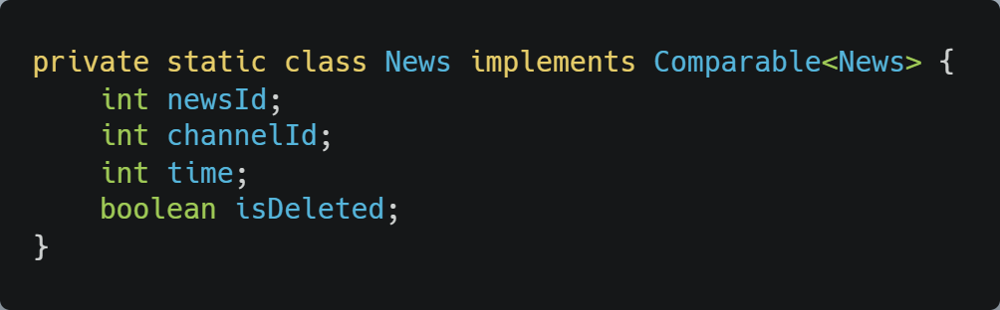 private static class News implements Comparable<News> {
    int newsId;
    int channelId;
    int time;
    boolean isDeleted;
}